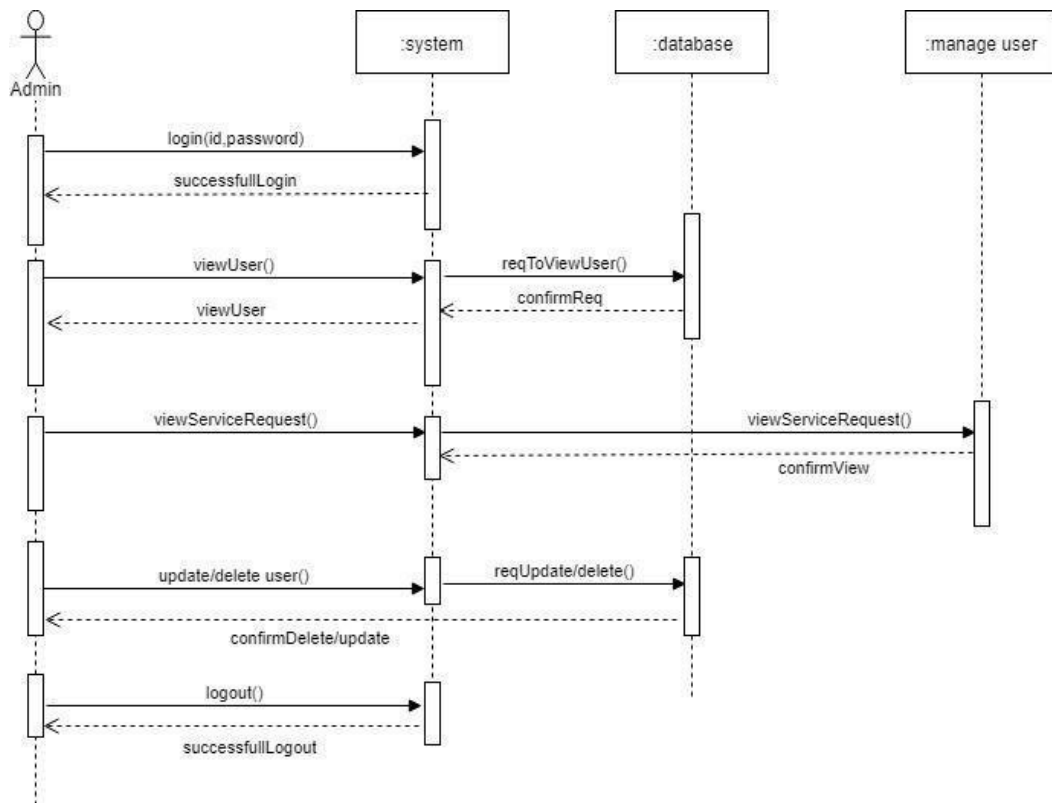 :system
:database
:manage user
Admin
login(id,password)
successfullLogin
viewUser()
reqToViewUser()
confirmReq
viewUser
viewServiceRequest()
viewServiceRequest()
confirmView
update/delete user()
reqUpdate/delete()
confirmDelete/update
logout()
successfullLogout